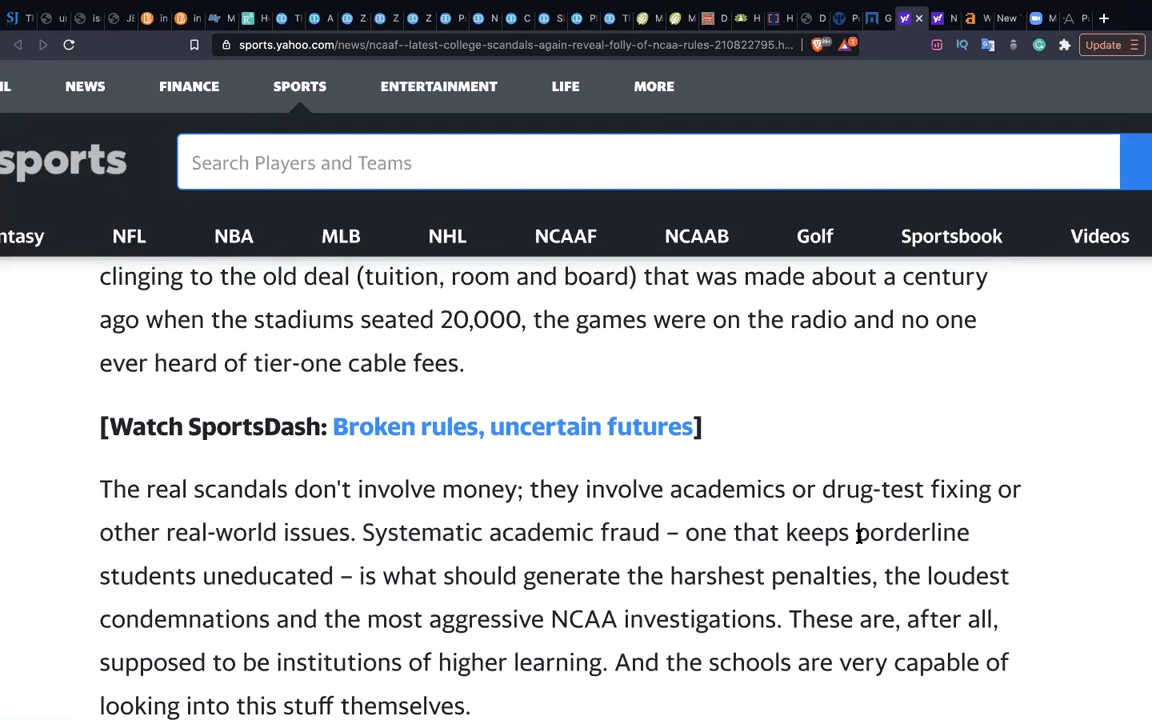 sports.yahoo.com/news/ncaaf--latest-college-scandals-again-reveal-folly-of-ncaa-rules-210822795.h...
Update
NEWS FINANCE SPORTS ENTERTAINMENT LIFE MORE
sports
Search Players and Teams
ntasy NFL NBA MLB NHL NCAAF NCAAB Golf Sportsbook Videos
clinging to the old deal (tuition, room and board) that was made about a century
ago when the stadiums seated 20,000, the games were on the radio and no one
ever heard of tier-one cable fees.
[Watch SportsDash: Broken rules, uncertain futures]
The real scandals don't involve money; they involve academics or drug-test fixing or
other real-world issues. Systematic academic fraud – one that keeps borderline
students uneducated – is what should generate the harshest penalties, the loudest
condemnations and the most aggressive NCAA investigations. These are, after all,
supposed to be institutions of higher learning. And the schools are very capable of
looking into this stuff themselves.